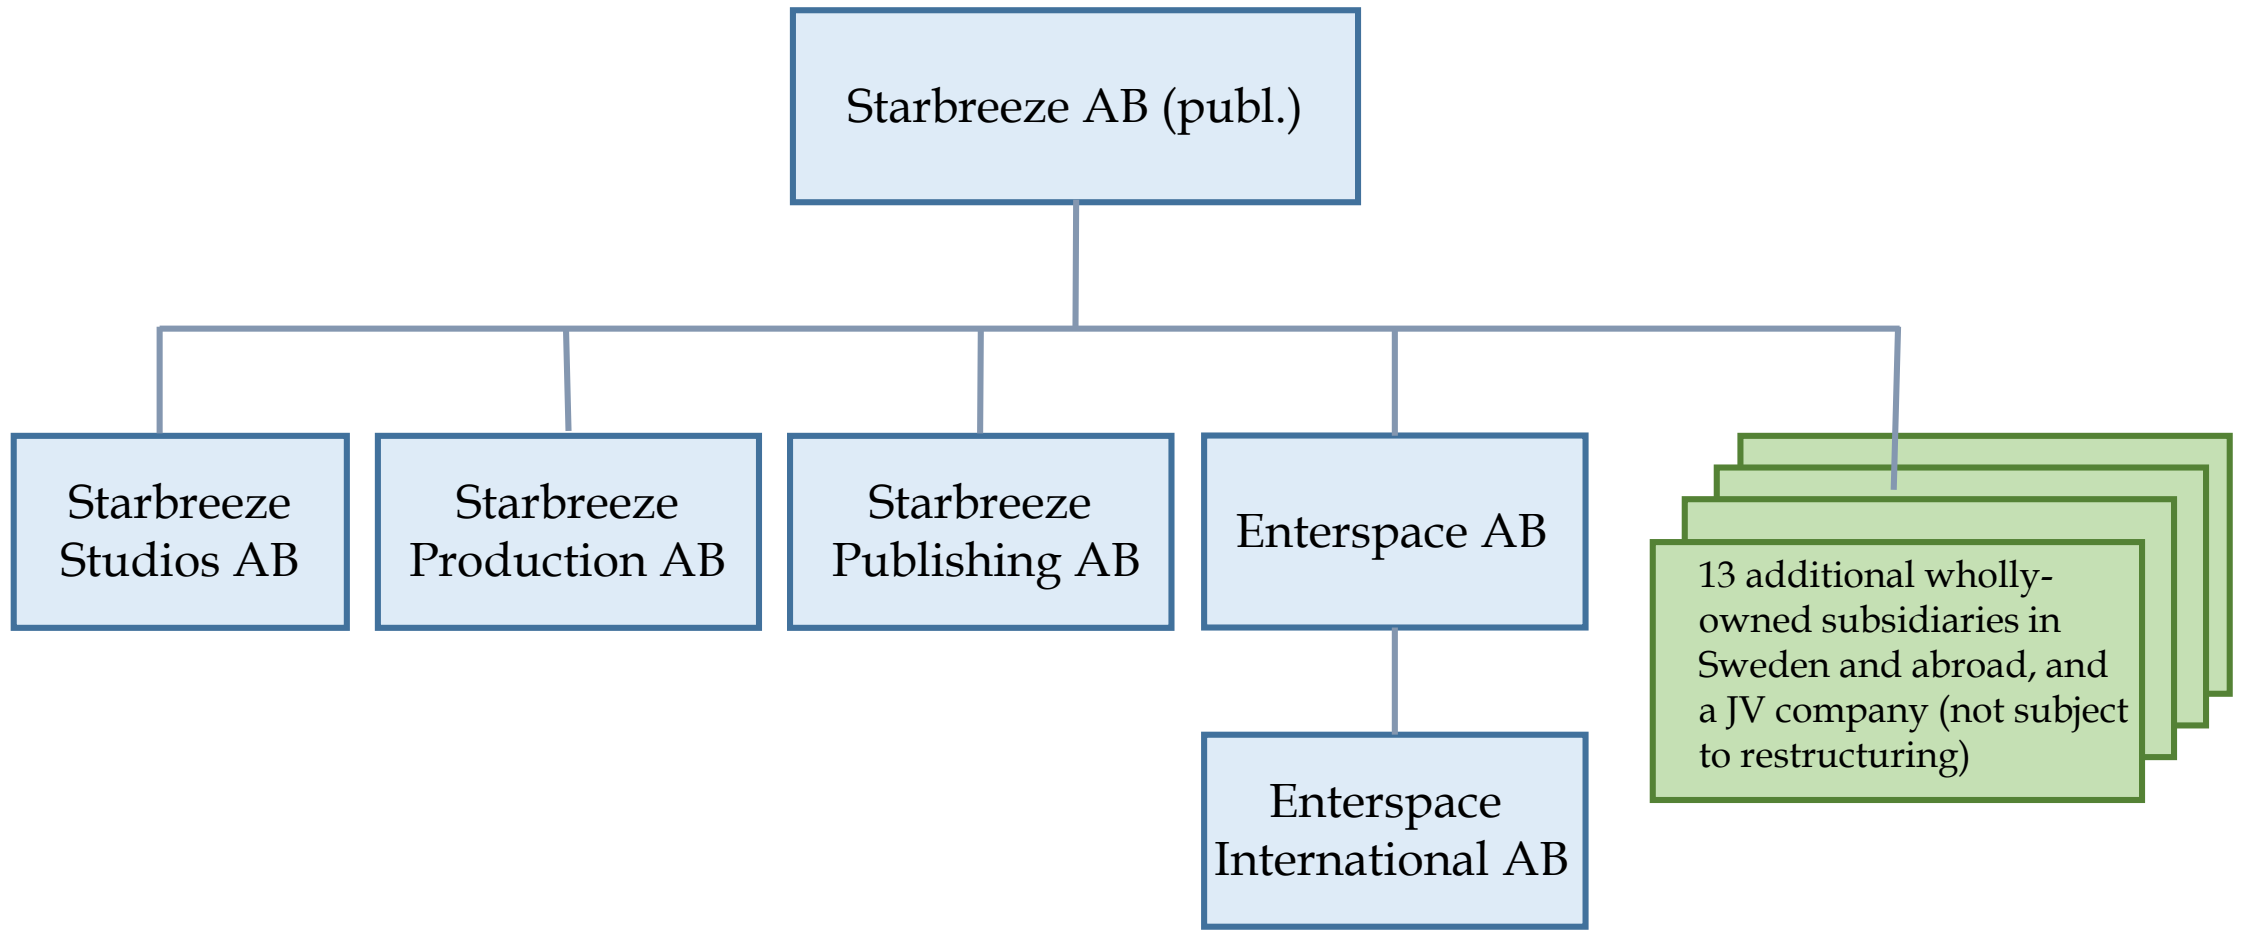 Starbreeze AB (publ.)
Starbreeze
Studios AB
Starbreeze
Production AB
Starbreeze
Publishing AB
Enterspace AB
13 additional wholly-
owned subsidiaries in
Sweden and abroad, and
a JV company (not subject
to restructuring)
Enterspace
International AB